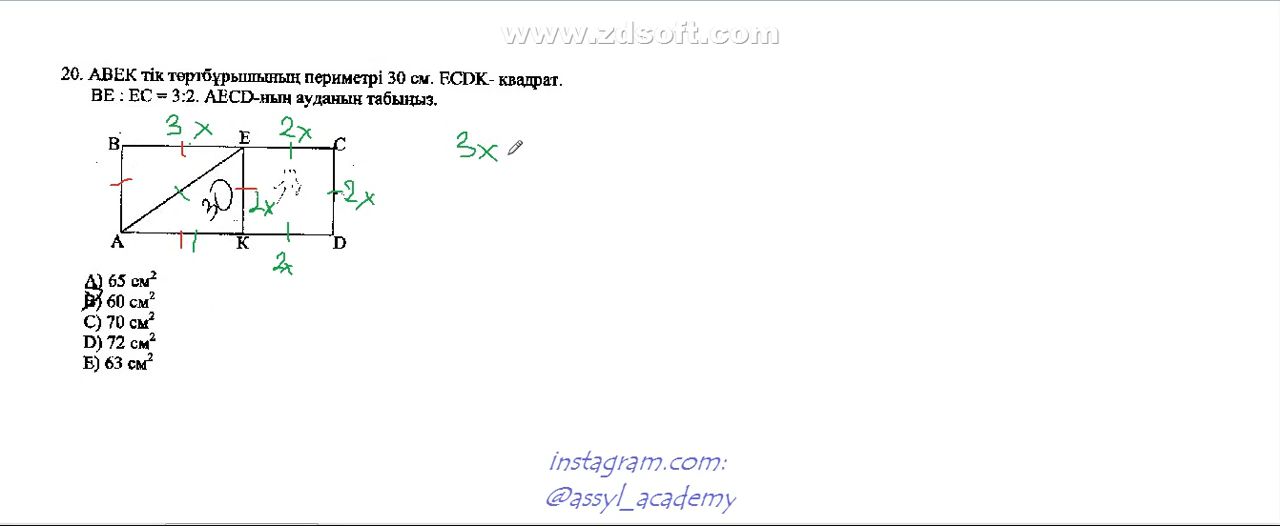 www.zdsoft.com
20. АВЕК тік төртбұрышының периметрі 30 см. ECDK- квадрат.
BE : EC = 3:2. AECD-ның ауданын табыңыз.
3x 2x
B E C
3x
30 2x 2x
A K D
2x
A) 65 см²
B) 60 см²
C) 70 см²
D) 72 см²
E) 63 см²
instagram.com:
@assyl_academy